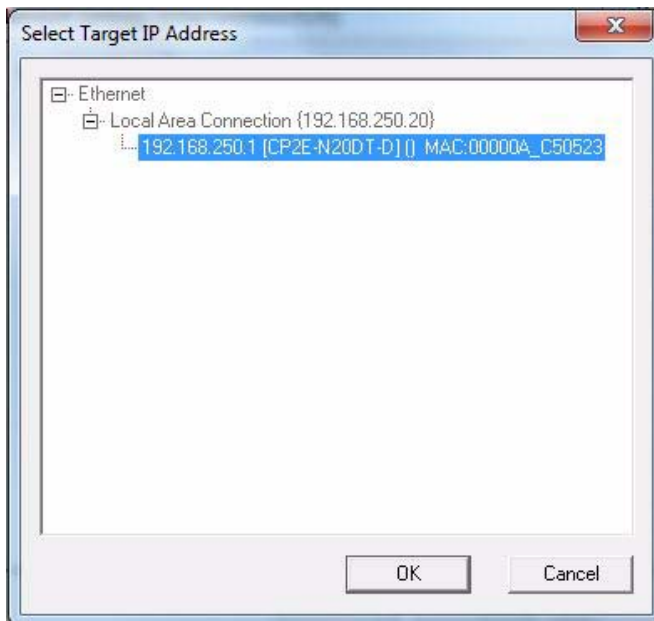 Select Target IP Address
Ethernet
Local Area Connection {192.168.250.20}
192.168.250.1 [CP2E-N20DT-D] () MAC:00000A_C50523
OK
Cancel